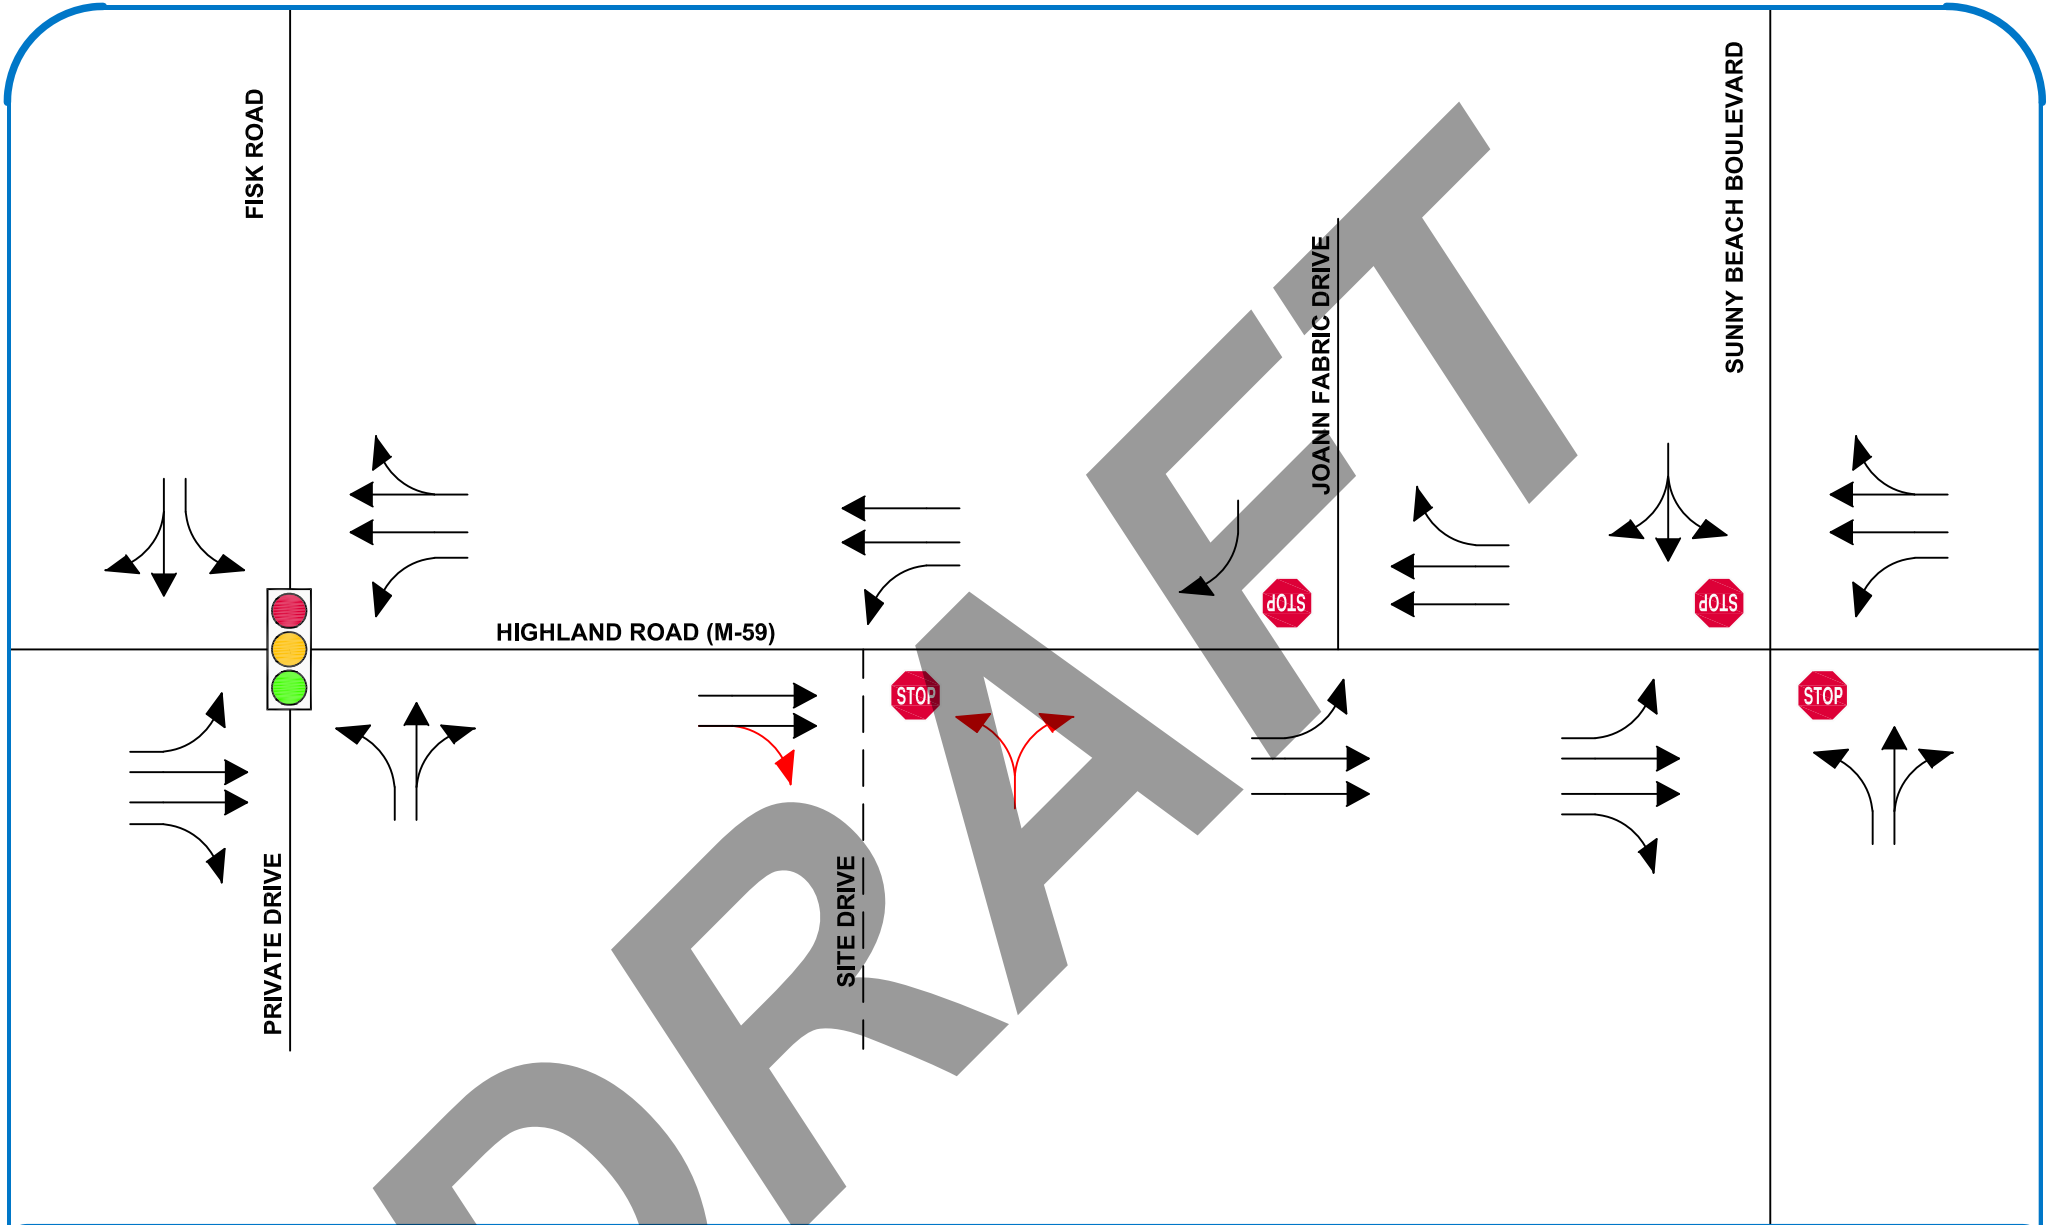 FISK ROAD
SUNNY BEACH BOULEVARD
JOANN FABRIC DRIVE
STOP
STOP
HIGHLAND ROAD (M-59)
STOP
STOP
PRIVATE DRIVE
SITE DRIVE
DRAFT